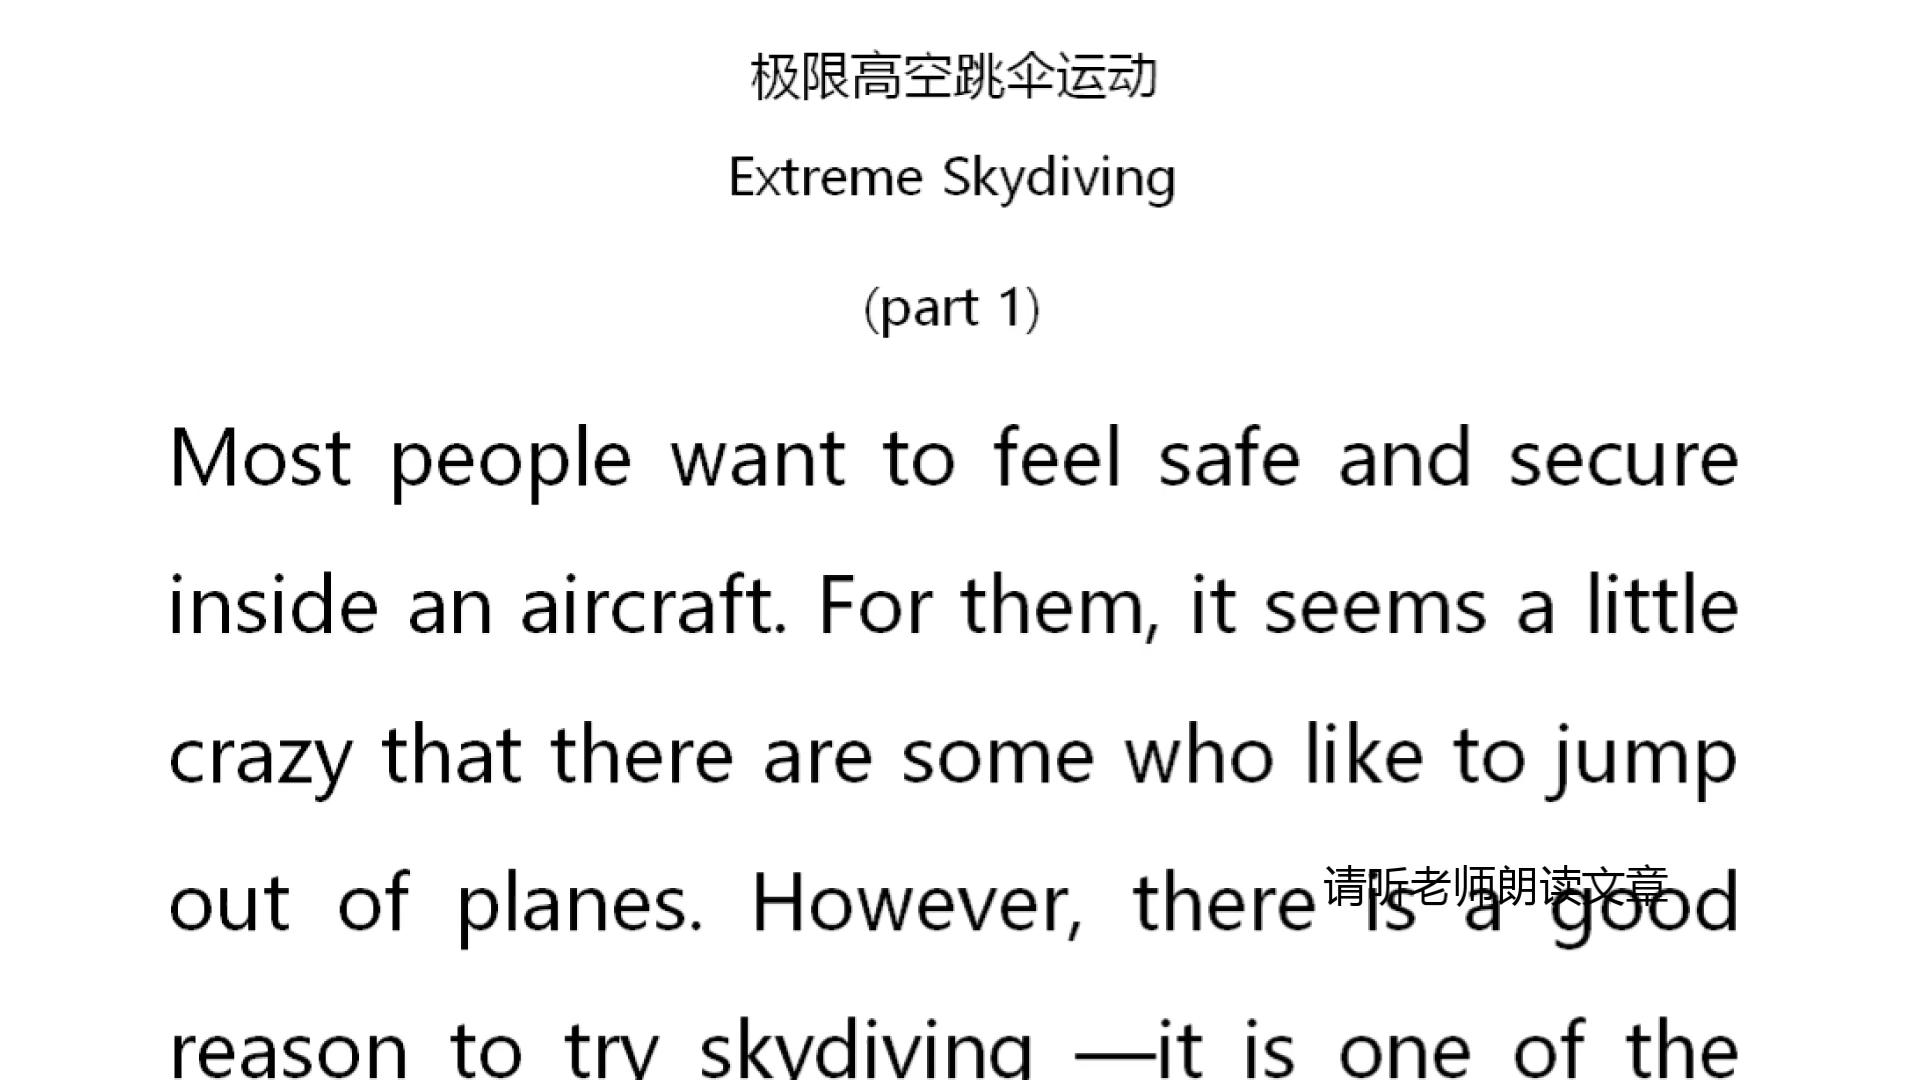 极限高空跳伞运动
Extreme Skydiving
(part 1)
Most people want to feel safe and secure
inside an aircraft. For them, it seems a little
crazy that there are some who like to jump
out of planes. However, there is a good
请听老师朗读文章
reason to try skydiving —it is one of the